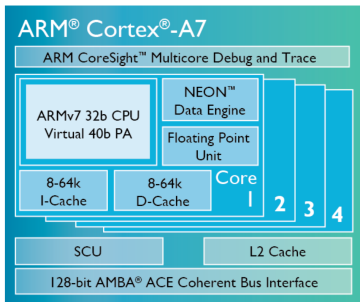 ARM® Cortex®-A7
ARM CoreSight™ Multicore Debug and Trace
ARMv7 32b CPU
Virtual 40b PA
NEON™
Data Engine
Floating Point
Unit
8-64k
I-Cache
8-64k
D-Cache
Core
1
2
3
4
SCU
L2 Cache
128-bit AMBA® ACE Coherent Bus Interface